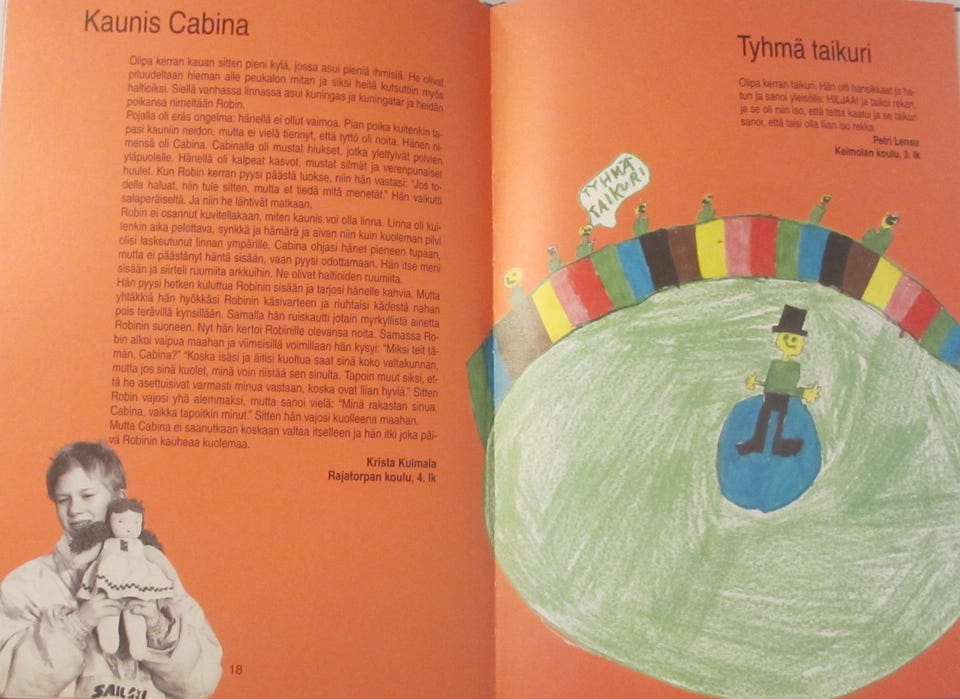 Kaunis Cabina
Olipa kerran kauan sitten pieni kylä, jossa asui pieniä ihmisiä. He olivat
pituudeltaan hieman alle peukalon mitan ja siksi heitä kutsuttiin myös
haltioiksi. Siellä vanhassa linnassa asui kuningas ja kuningatar ja heidän
poikansa nimeltään Robin.
Pojalla oli eräs ongelma: hänellä ei ollut vaimoa. Pian poika kuitenkin ta-
pasi kauniin neidon, mutta ei vielä tiennyt, että tyttö oli noita. Hänen ni-
mensä oli Cabina. Cabinalla oli mustat hiukset, jotka ylettyivät polvien
yläpuolelle. Hänellä oli kalpeat kasvot, mustat silmät ja verenpunaiset
huulet. Kun Robin kerran pyysi päästä luokse, niin hän vastasi: "Jos to-
della haluat, niin tule sitten, mutta et tiedä mitä menetät." Hän vaikutti
salaperäiseltä. Ja niin he lähtivät matkaan.
Robin ei osannut kuvitellakaan, miten kaunis voi olla linna. Linna oli kui-
tenkin aika pelottava, synkkä ja hämärä ja aivan niin kuin kuoleman pilvi
olisi laskeutunut linnan ympärille. Cabina ohjasi hänet pieneen tupaan,
mutta ei päästänyt häntä sisään, vaan pyysi odottamaan. Hän itse meni
sisään ja siirteli ruumiita arkkuihin. Ne olivat haltioiden ruumiita.
Hän pyysi hetken kuluttua Robinin sisään ja tarjosi hänelle kahvia. Mutta
yhtäkkiä hän hyökkäsi Robinin käsivarteen ja riuhtaisi kädestä nahan
pois terävillä kynsillään. Samalla hän ruiskautti jotain myrkyllistä ainetta
Robinin suoneen. Nyt hän kertoi Robinille olevansa noita. Samassa Ro-
bin alkoi vaipua maahan ja viimeisillä voimillaan hän kysyi: "Miksi teit tä-
män, Cabina?" "Koska isäsi ja äitisi kuoltua saat sinä koko valtakunnan,
mutta jos sinä kuolet, minä voin riistää sen sinulta. Tapoin muut siksi, et-
tä he asettuisivat varmasti minua vastaan, koska ovat liian hyviä." Sitten
Robin vajosi yhä alemmaksi, mutta sanoi vielä: "Minä rakastan sinua,
Cabina, vaikka tapoitkin minut." Sitten hän vajosi kuolleena maahan.
Mutta Cabina ei saanutkaan koskaan valtaa itselleen ja hän itki joka päi-
vä Robinin kauheaa kuolemaa.
Krista Kulmala
Rajatorpan koulu, 4. lk
18
Tyhmä taikuri
Olipa kerran taikuri. Hän otti hansikkaat ja ha-
tun ja sanoi yleisölle: HILJAA! ja taikoi rekan,
ja se oli niin iso, että teltta kaatui ja se taikuri
sanoi, että taisi olla liian iso rekka.
Petri Lensu
Keimolan koulu, 3. lk
TYHMÄ
TAIKURI